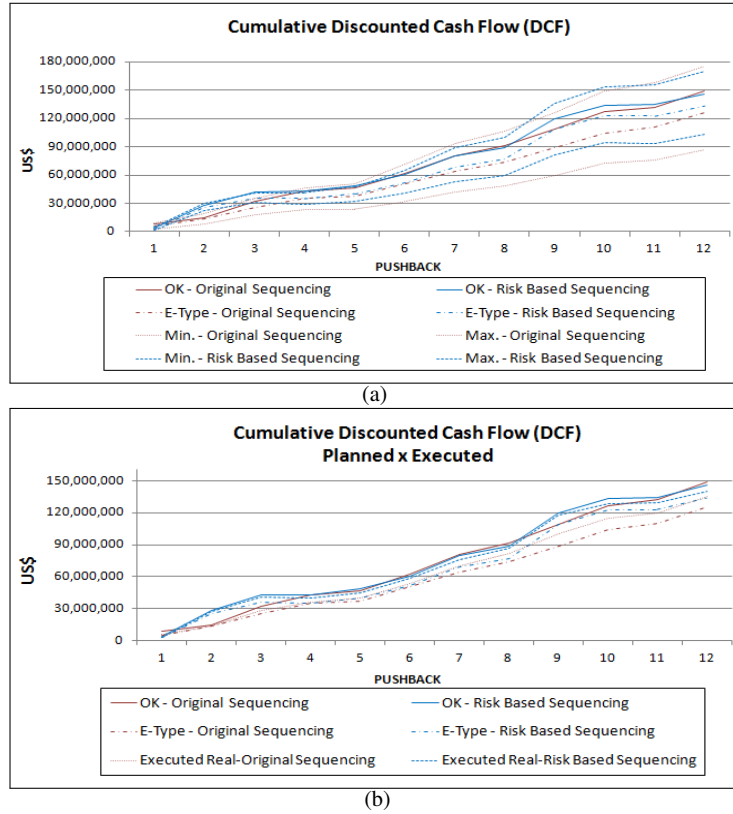 Cumulative Discounted Cash Flow (DCF)
180,000,000
150,000,000
120,000,000
90,000,000
60,000,000
30,000,000
0
US$
1 2 3 4 5 6 7 8 9 10 11 12
PUSHBACK
OK - Original Sequencing OK - Risk Based Sequencing
E-Type - Original Sequencing E-Type - Risk Based Sequencing
Min. - Original Sequencing Max. - Original Sequencing
Min. - Risk Based Sequencing Max. - Risk Based Sequencing
(a)
Cumulative Discounted Cash Flow (DCF)
Planned x Executed
150,000,000
120,000,000
90,000,000
60,000,000
30,000,000
0
US$
1 2 3 4 5 6 7 8 9 10 11 12
PUSHBACK
OK - Original Sequencing OK - Risk Based Sequencing
E-Type - Original Sequencing E-Type - Risk Based Sequencing
Executed Real-Original Sequencing Executed Real-Risk Based Sequencing
(b)